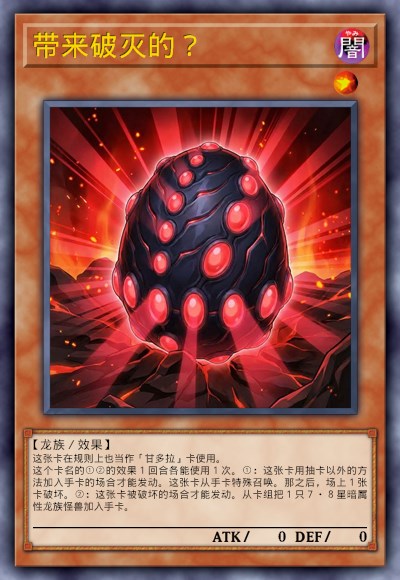 带来破灭的？
やみ
闇
【龙族／效果】
这张卡在规则上也当作「甘多拉」卡使用。
这个卡名的①②的效果１回合各能使用１次。①：这张卡用抽卡以外的方
法加入手卡的场合才能发动。这张卡从手卡特殊召唤。那之后，场上１张
卡破坏。②：这张卡被破坏的场合才能发动。从卡组把１只７・８星暗属
性龙族怪兽加入手卡。
ATK/ 0 DEF/ 0